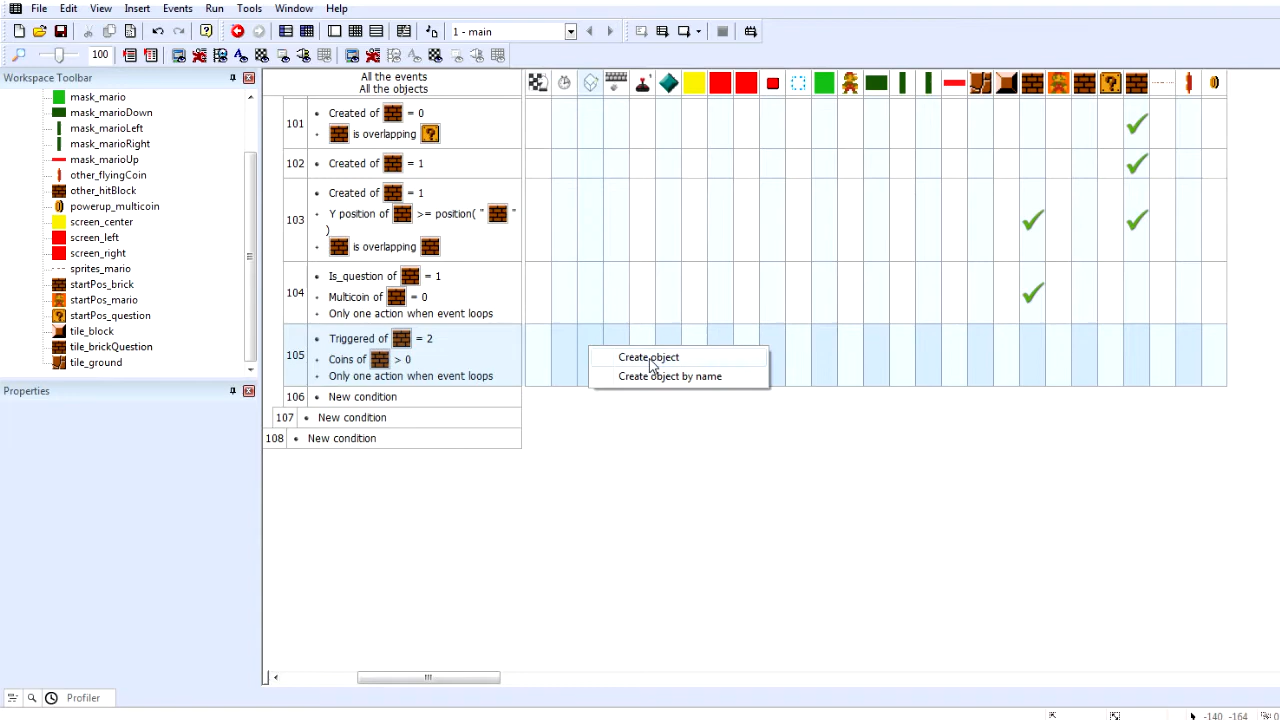 File Edit View Insert Events Run Tools Window Help
1 - main
100
Workspace Toolbar
mask_mario
mask_marioDown
mask_marioLeft
mask_marioRight
mask_marioUp
other_flyingCoin
other_hitBlock
powerup_multicoin
screen_center
screen_left
screen_right
sprites_mario
startPos_brick
startPos_mario
startPos_question
tile_block
tile_brickQuestion
tile_ground
Properties
Profiler
All the events
All the objects
101
Created of = 0
is overlapping
102
Created of = 1
103
Created of = 1
Y position of >= position( " "
)
is overlapping
104
Is_question of = 1
Multicoin of = 0
Only one action when event loops
105
Triggered of = 2
Coins of > 0
Only one action when event loops
106 New condition
107 New condition
108 New condition
Create object
Create object by name
-140 -164